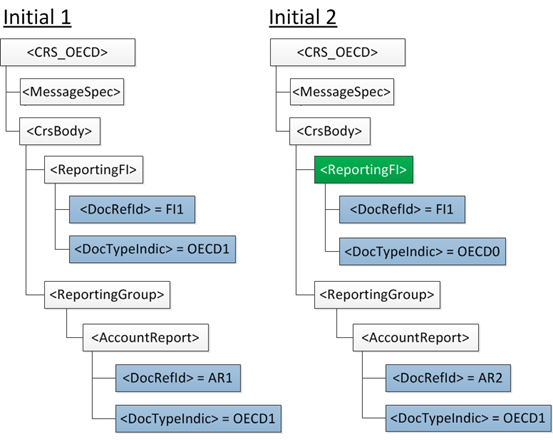 Initial 1
<CRS_OECD>
<MessageSpec>
<CrsBody>
<ReportingFI>
<DocRefId> = FI1
<DocTypeIndic> = OECD1
<ReportingGroup>
<AccountReport>
<DocRefId> = AR1
<DocTypeIndic> = OECD1
Initial 2
<CRS_OECD>
<MessageSpec>
<CrsBody>
<ReportingFI>
<DocRefId> = FI1
<DocTypeIndic> = OECD0
<ReportingGroup>
<AccountReport>
<DocRefId> = AR2
<DocTypeIndic> = OECD1